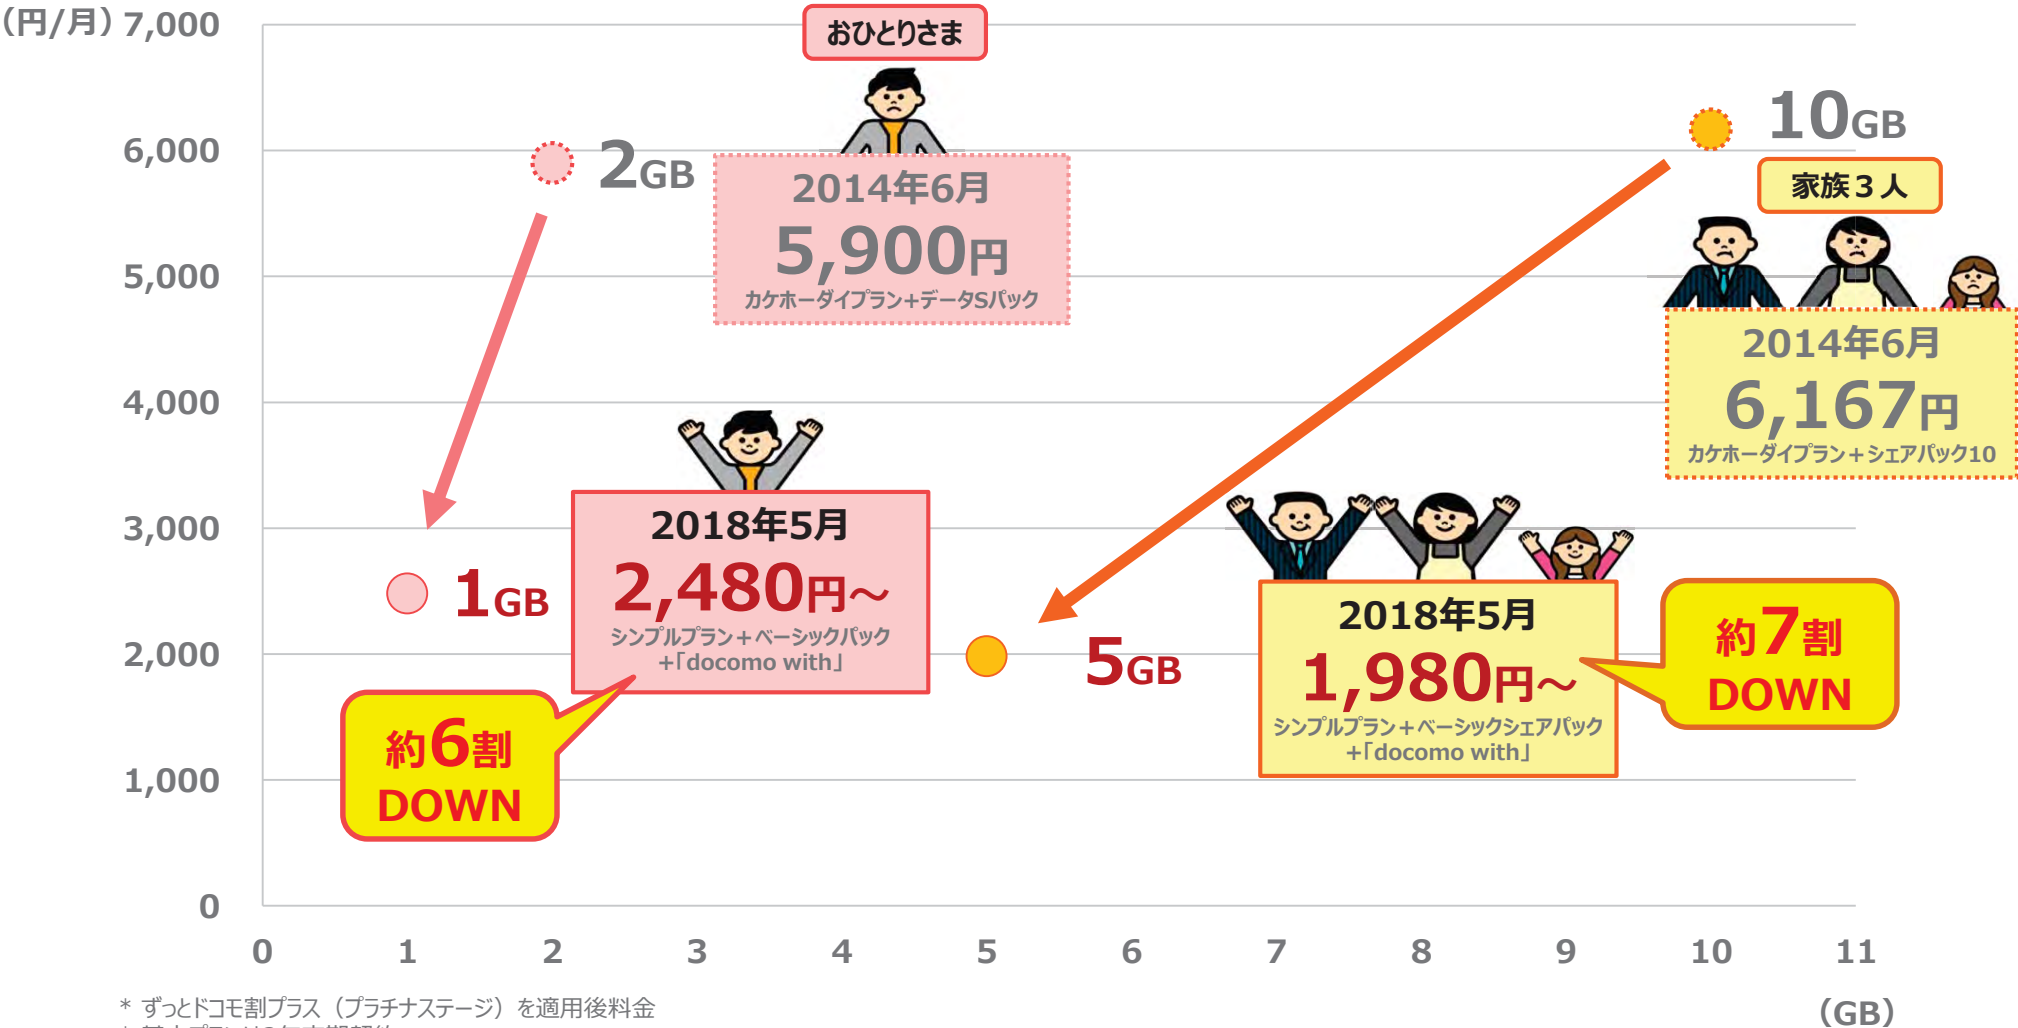 (円/月)
7,000
6,000
5,000
4,000
3,000
2,000
1,000
0
0 1 2 3 4 5 6 7 8 9 10 11
(GB)
おひとりさま
2GB
2014年6月
5,900円
カケホーダイプラン+データSパック
1GB
2018年5月
2,480円～
シンプルプラン+ベーシックパック
+「docomo with」
約6割
DOWN
10GB
家族３人
2014年6月
6,167円
カケホーダイプラン+シェアパック10
5GB
2018年5月
1,980円～
シンプルプラン+ベーシックシェアパック
+「docomo with」
約7割
DOWN
* ずっとドコモ割プラス（プラチナステージ）を適用後料金